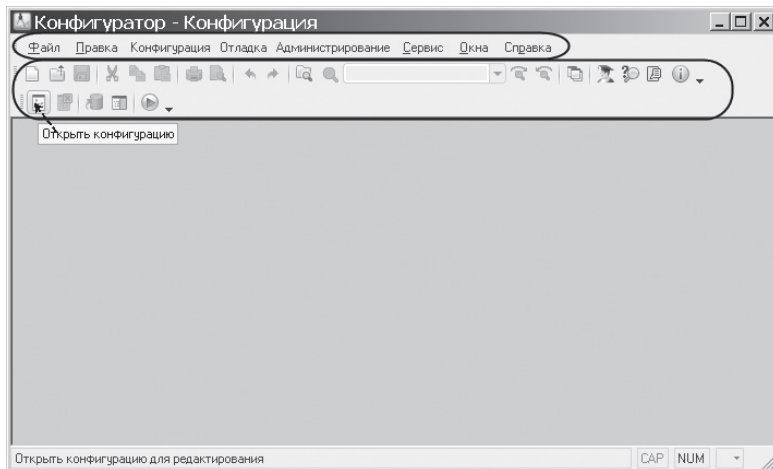 Конфигуратор - Конфигурация
Файл Правка Конфигурация Отладка Администрирование Сервис Окна Справка
Открыть конфигурацию
Открыть конфигурацию для редактирования CAP NUM